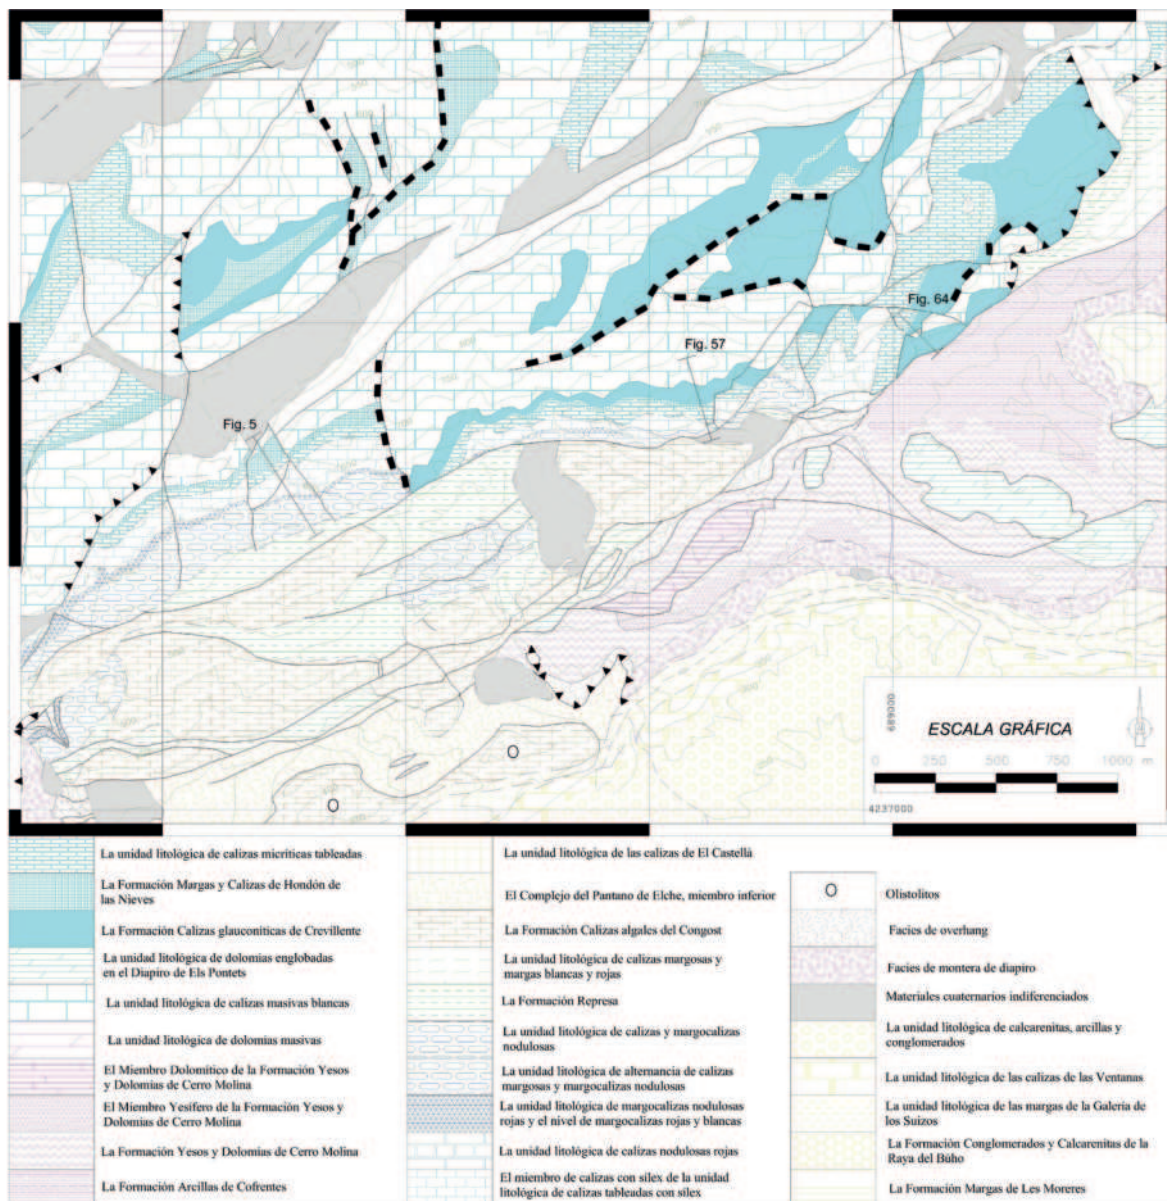 Fig. 64
Fig. 57
Fig. 5
ESCALA GRÁFICA
0 250 500 750 1000 m
689000
4237000
La unidad litológica de calizas micríticas tableadas
La Formación Margas y Calizas de Hondón de
las Nieves
La Formación Calizas glauconíticas de Crevillente
La unidad litológica de dolomías englobadas
en el Diapiro de Els Pontets
La unidad litológica de calizas masivas blancas
La unidad litológica de dolomías masivas
El Miembro Dolomítico de la Formación Yesos
y Dolomías de Cerro Molina
El Miembro Yesífero de la Formación Yesos y
Dolomías de Cerro Molina
La Formación Yesos y Dolomías de Cerro Molina
La Formación Arcillas de Cofrentes
La unidad litológica de las calizas de El Castellà
El Complejo del Pantano de Elche, miembro inferior
La Formación Calizas algales del Congost
La unidad litológica de calizas margosas y
margas blancas y rojas
La Formación Represa
La unidad litológica de calizas y margocalizas
nodulosas
La unidad litológica de alternancia de calizas
margosas y margocalizas nodulosas
La unidad litológica de margocalizas nodulosas
rojas y el nivel de margocalizas rojas y blancas
La unidad litológica de calizas nodulosas rojas
El miembro de calizas con sílex de la unidad
litológica de calizas tableadas con sílex
Olistolitos
Facies de overhang
Facies de montera de diapiro
Materiales cuaternarios indiferenciados
La unidad litológica de calcarenitas, arcillas y
conglomerados
La unidad litológica de las calizas de las Ventanas
La unidad litológica de las margas de la Galería de
los Suizos
La Formación Conglomerados y Calcarenitas de la
Raya del Búho
La Formación Margas de Les Moreres